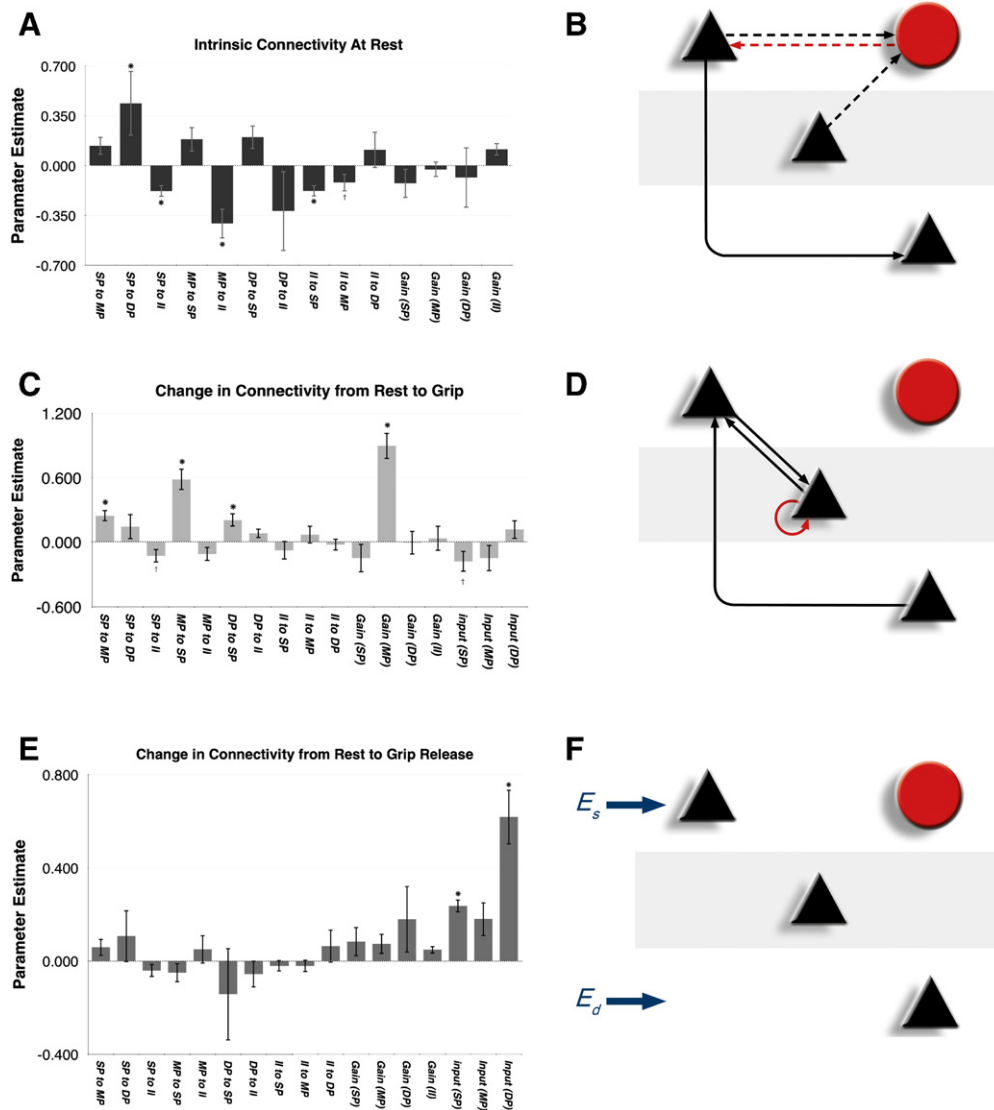 A
Intrinsic Connectivity At Rest
Paramater Estimate
0.700
0.350
0.000
-0.350
-0.700
SP to MP
SP to DP
SP to II
MP to SP
MP to II
DP to SP
DP to II
II to SP
II to MP
II to DP
Gain (SP)
Gain (MP)
Gain (DP)
Gain (II)
*
*
*
*
†
B
C
Change in Connectivity from Rest to Grip
Parameter Estimate
1.200
0.600
0.000
-0.600
SP to MP
SP to DP
SP to II
MP to SP
MP to II
DP to SP
DP to II
II to SP
II to MP
II to DP
Gain (SP)
Gain (MP)
Gain (DP)
Gain (II)
Input (SP)
Input (MP)
Input (DP)
*
†
*
*
*
†
D
E
Change in Connectivity from Rest to Grip Release
Parameter Estimate
0.800
0.400
0.000
-0.400
SP to MP
SP to DP
SP to II
MP to SP
MP to II
DP to SP
DP to II
II to SP
II to MP
II to DP
Gain (SP)
Gain (MP)
Gain (DP)
Gain (II)
input (SP)
Input (MP)
Input (DP)
*
*
F
Es
Ed